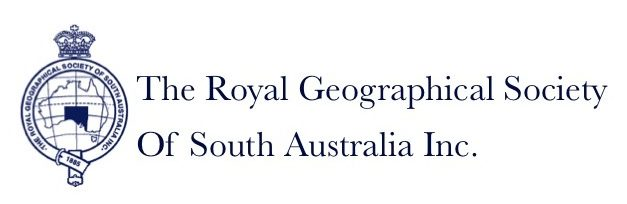 THE ROYAL GEOGRAPHICAL SOCIETY OF SOUTH AUSTRALIA INC.
1885
The Royal Geographical Society
Of South Australia Inc.